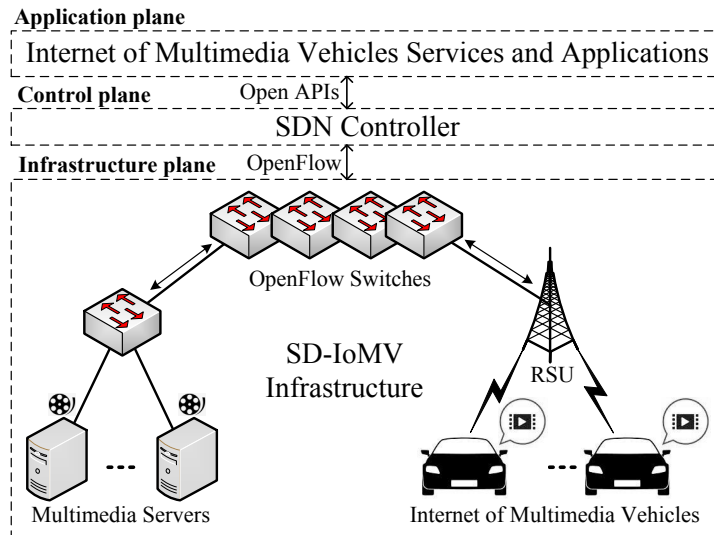 Application plane
Internet of Multimedia Vehicles Services and Applications
Control plane
Open APIs
SDN Controller
Infrastructure plane
OpenFlow
OpenFlow Switches
SD-IoMV
Infrastructure
RSU
Multimedia Servers
Internet of Multimedia Vehicles